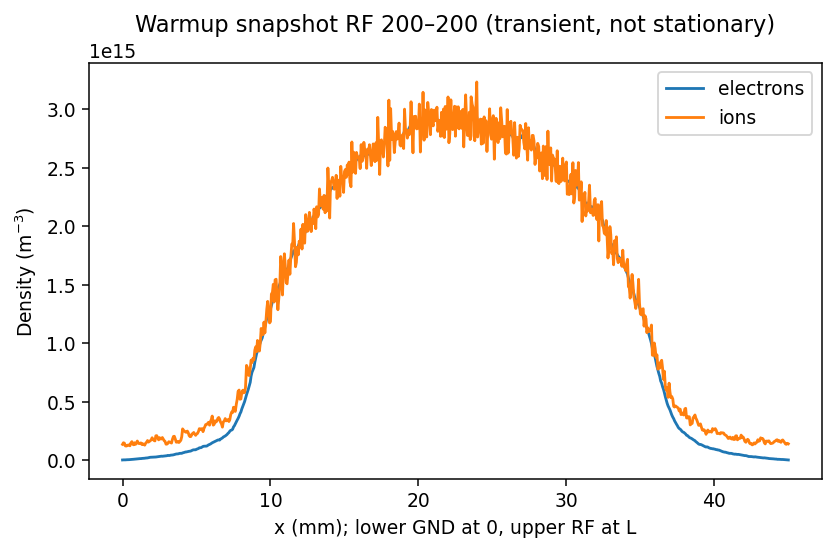 Warmup snapshot RF 200–200 (transient, not stationary)
1e15
electrons
ions
3.0
2.5
2.0
1.5
1.0
0.5
0.0
Density (m⁻³)
0 10 20 30 40
x (mm); lower GND at 0, upper RF at L